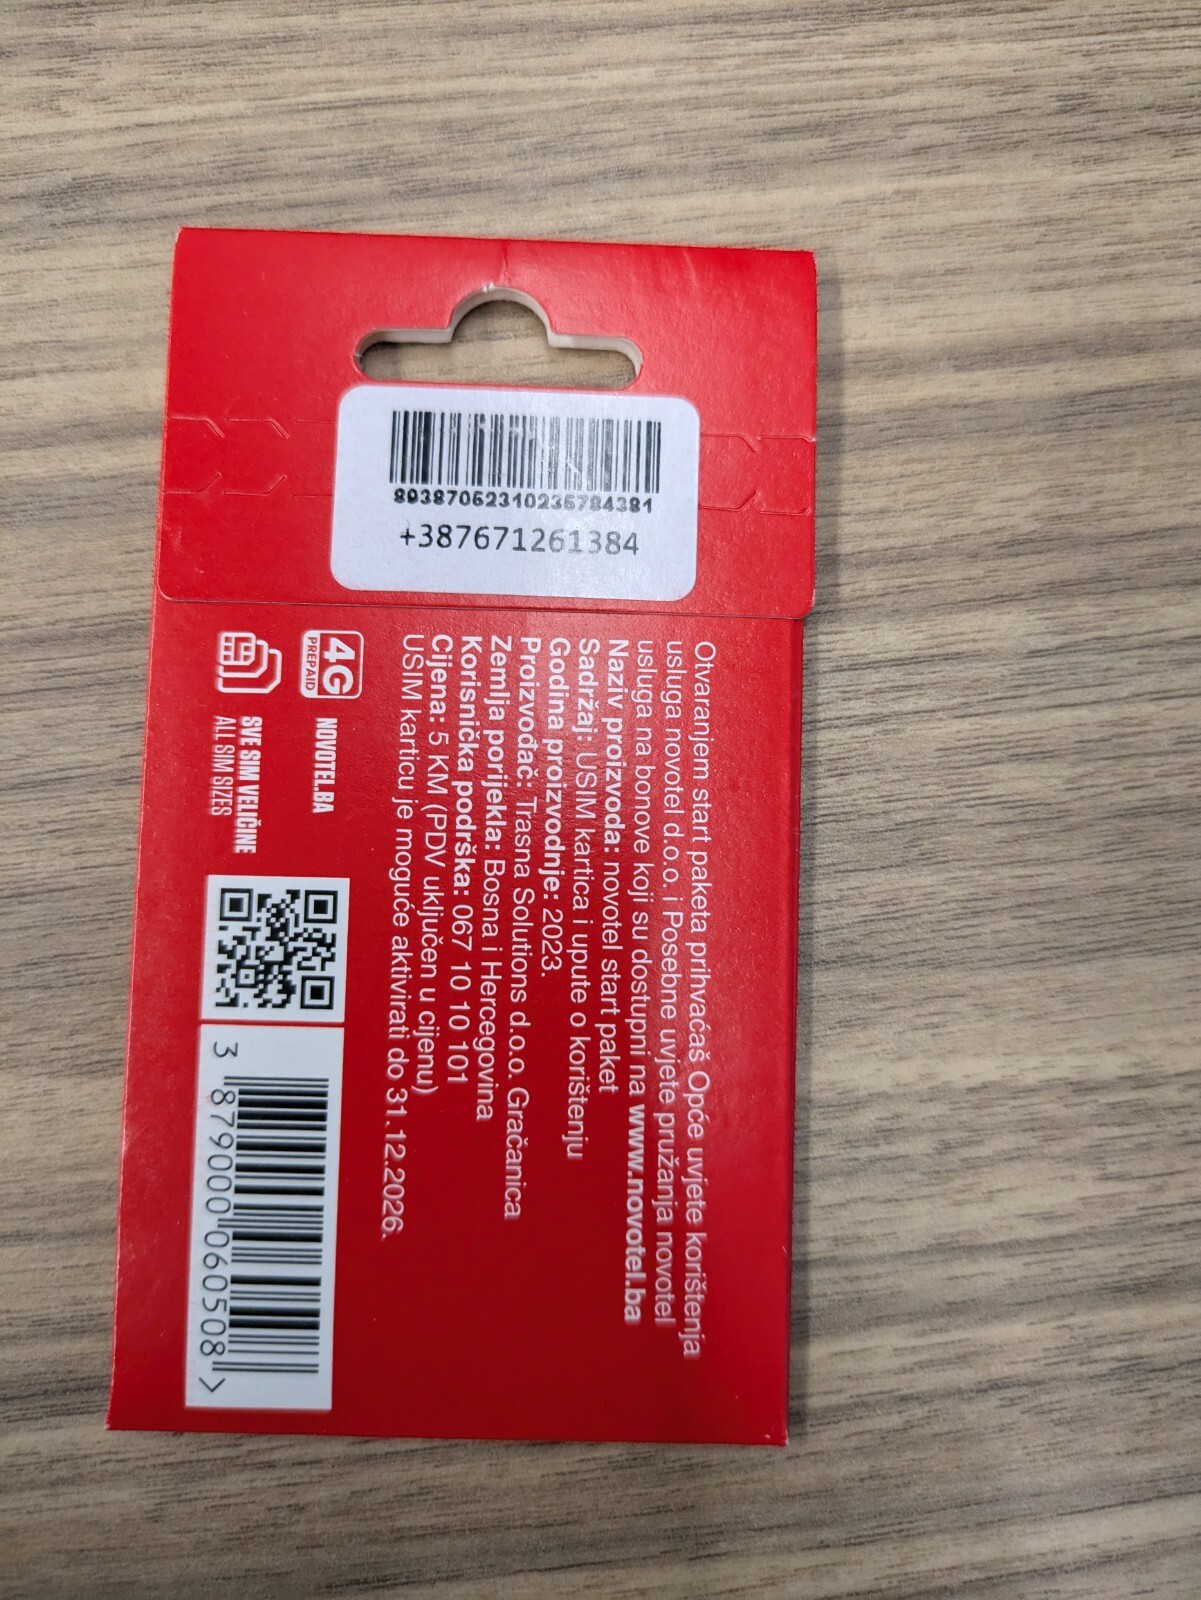 89387062310235784381
+387671261384
Otvaranjem start paketa prihvaćaš Opće uvjete korištenja
usluga novotel d.o.o. i Posebne uvjete pružanja novotel
usluga na bonove koji su dostupni na www.novotel.ba
Naziv proizvoda: novotel start paket
Sadržaj: USIM kartica i upute o korištenju
Godina proizvodnje: 2023.
Proizvođač: Trasna Solutions d.o.o. Gračanica
Zemlja porijekla: Bosna i Hercegovina
Korisnička podrška: 067 10 10 101
Cijena: 5 KM (PDV uključen u cijenu)
USIM karticu je moguće aktivirati do 31.12.2026.
4G
PREPAID
NOVOTEL.BA
SVE SIM VELIČINE
ALL SIM SIZES
3 879000 060508 >